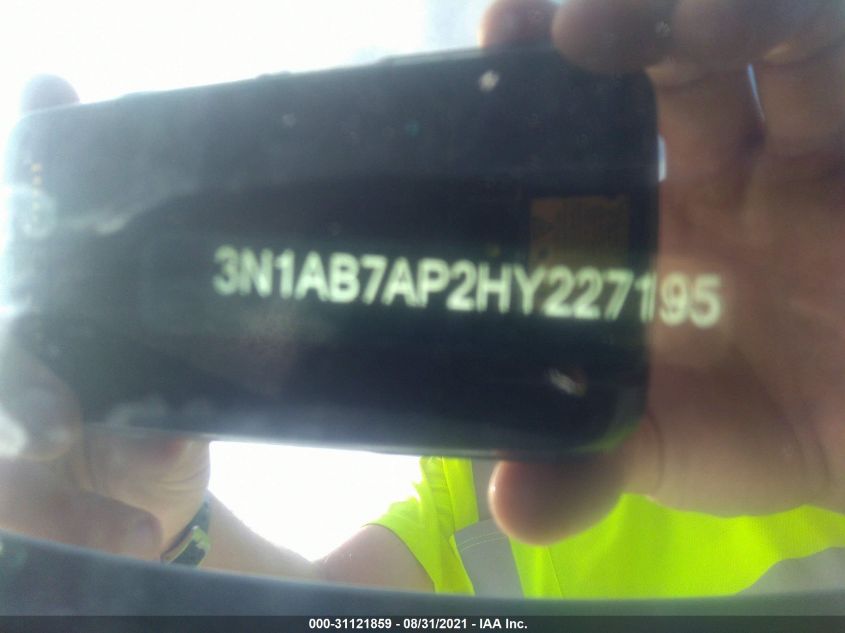 3N1AB7AP2HY227195
000-31121859 - 08/31/2021 - IAA Inc.